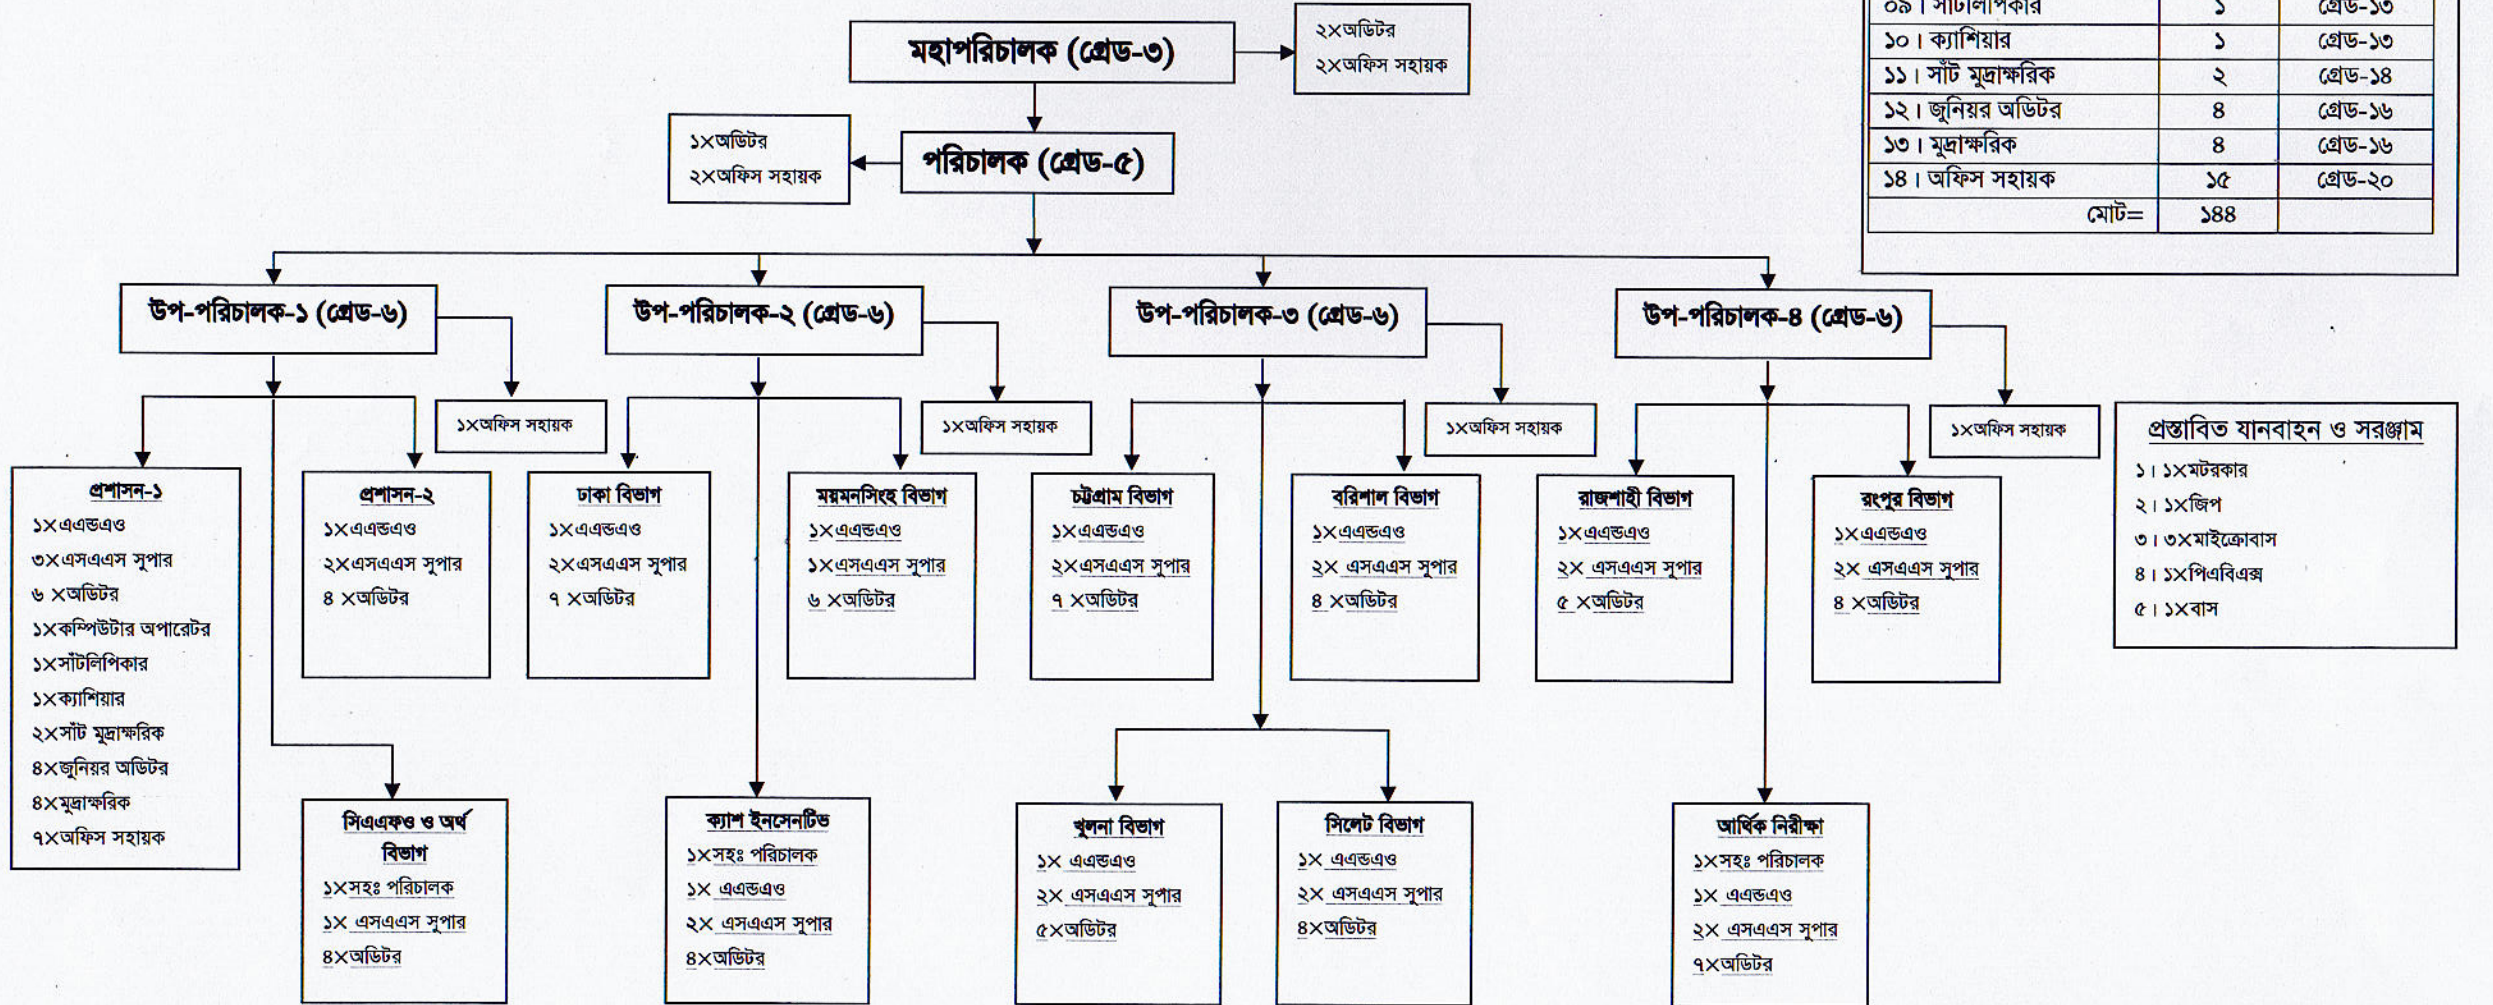 ০৯। সাঁটলিপিকার ১ গ্রেড-১৩
১০। ক্যাশিয়ার ১ গ্রেড-১৩
১১। সাঁট মুদ্রাক্ষরিক ২ গ্রেড-১৪
১২। জুনিয়র অডিটর ৪ গ্রেড-১৬
১৩। মুদ্রাক্ষরিক ৪ গ্রেড-১৬
১৪। অফিস সহায়ক ১৫ গ্রেড-২০
মোট= ১৪৪
মহাপরিচালক (গ্রেড-৩)
২×অডিটর
২×অফিস সহায়ক
১×অডিটর
২×অফিস সহায়ক
পরিচালক (গ্রেড-৫)
উপ-পরিচালক-১ (গ্রেড-৬)
উপ-পরিচালক-২ (গ্রেড-৬)
উপ-পরিচালক-৩ (গ্রেড-৬)
উপ-পরিচালক-৪ (গ্রেড-৬)
১×অফিস সহায়ক
১×অফিস সহায়ক
১×অফিস সহায়ক
১×অফিস সহায়ক
প্রস্তাবিত যানবাহন ও সরঞ্জাম
১। ১×মটরকার
২। ১×জিপ
৩। ৩×মাইক্রোবাস
৪। ১×পিএবিএক্স
৫। ১×বাস
প্রশাসন-১
১×এএন্ডএও
৩×এসএএস সুপার
৬ ×অডিটর
১×কম্পিউটার অপারেটর
১×সাঁটলিপিকার
১×ক্যাশিয়ার
২×সাঁট মুদ্রাক্ষরিক
৪×জুনিয়র অডিটর
৪×মুদ্রাক্ষরিক
৭×অফিস সহায়ক
প্রশাসন-২
১×এএন্ডএও
২×এসএএস সুপার
৪ ×অডিটর
ঢাকা বিভাগ
১×এএন্ডএও
২×এসএএস সুপার
৭ ×অডিটর
ময়মনসিংহ বিভাগ
১×এএন্ডএও
১×এসএএস সুপার
৬ ×অডিটর
চট্টগ্রাম বিভাগ
১×এএন্ডএও
২×এসএএস সুপার
৭ ×অডিটর
বরিশাল বিভাগ
১×এএন্ডএও
২× এসএএস সুপার
৪ ×অডিটর
রাজশাহী বিভাগ
১×এএন্ডএও
২× এসএএস সুপার
৫ ×অডিটর
রংপুর বিভাগ
১×এএন্ডএও
২× এসএএস সুপার
৪ ×অডিটর
সিএএফও ও অর্থ
বিভাগ
১×সহঃ পরিচালক
১× এসএএস সুপার
৪×অডিটর
ক্যাশ ইনসেনটিভ
১×সহঃ পরিচালক
১× এএন্ডএও
২× এসএএস সুপার
৪×অডিটর
খুলনা বিভাগ
১× এএন্ডএও
২× এসএএস সুপার
৫×অডিটর
সিলেট বিভাগ
১× এএন্ডএও
২× এসএএস সুপার
৪×অডিটর
আর্থিক নিরীক্ষা
১×সহঃ পরিচালক
১× এএন্ডএও
২× এসএএস সুপার
৭×অডিটর